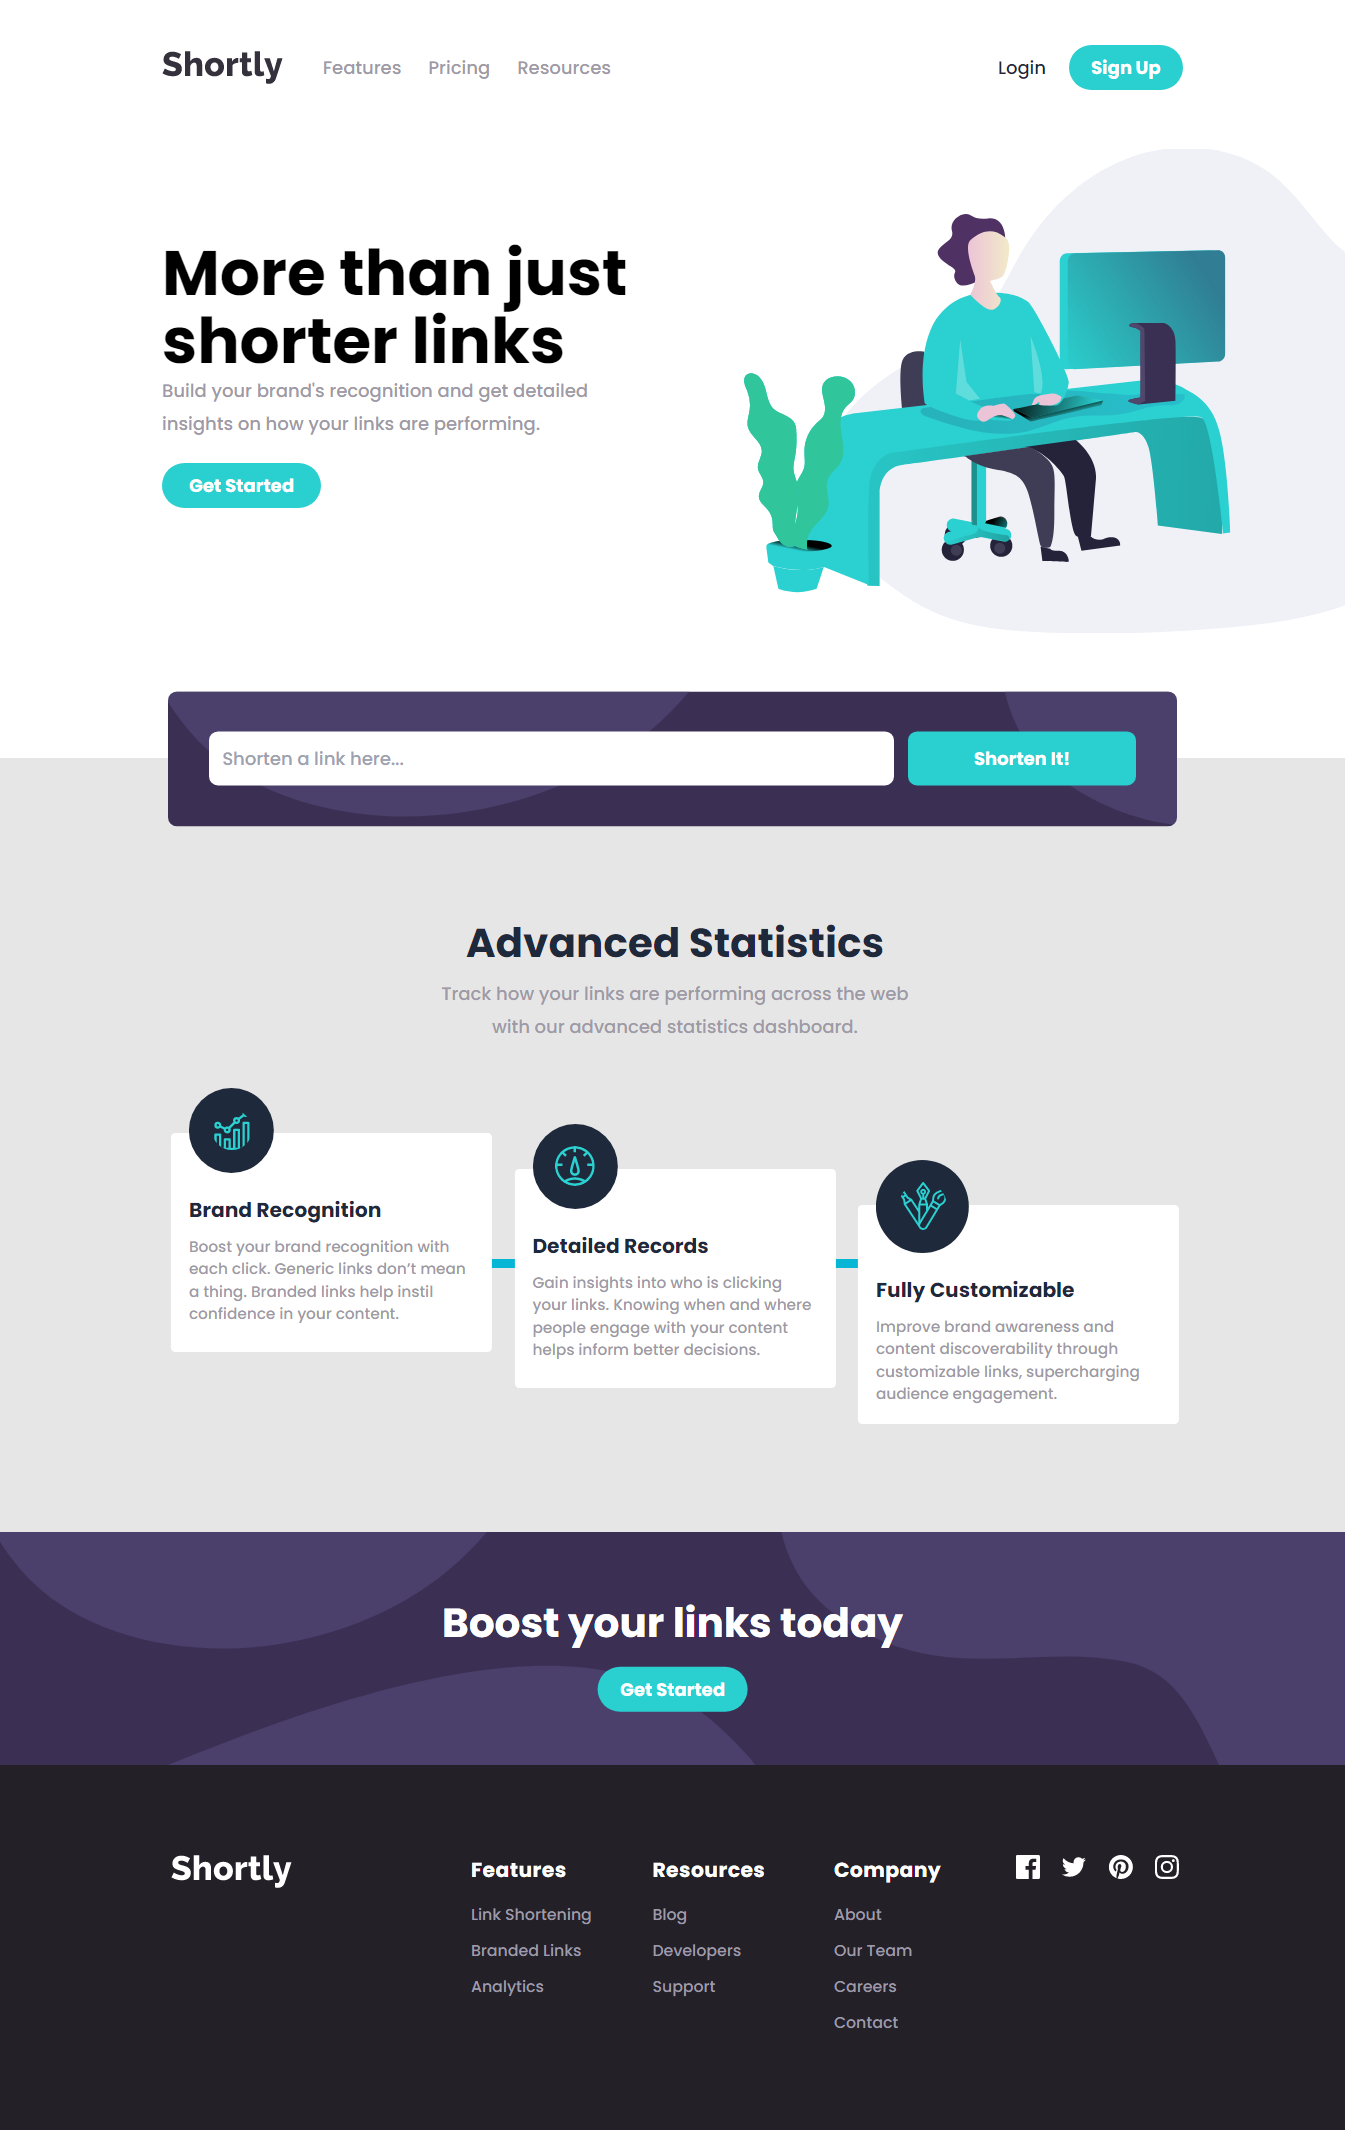 Shortly
Features
Pricing
Resources
Login
Sign Up
More than just
shorter links
Build your brand's recognition and get detailed
insights on how your links are performing.
Get Started
Shorten a link here...
Shorten It!
Advanced Statistics
Track how your links are performing across the web
with our advanced statistics dashboard.
Brand Recognition
Boost your brand recognition with
each click. Generic links don’t mean
a thing. Branded links help instil
confidence in your content.
Detailed Records
Gain insights into who is clicking
your links. Knowing when and where
people engage with your content
helps inform better decisions.
Fully Customizable
Improve brand awareness and
content discoverability through
customizable links, supercharging
audience engagement.
Boost your links today
Get Started
Shortly
Features
Link Shortening
Branded Links
Analytics
Resources
Blog
Developers
Support
Company
About
Our Team
Careers
Contact